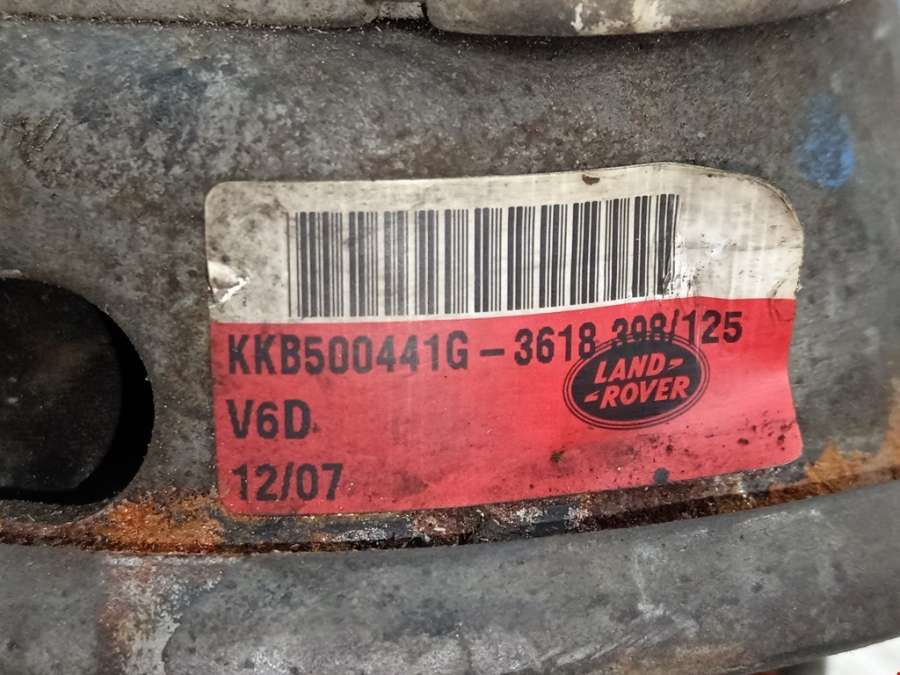 KKB500441G - 3618 398/125
LAND
ROVER
V6D
12/07